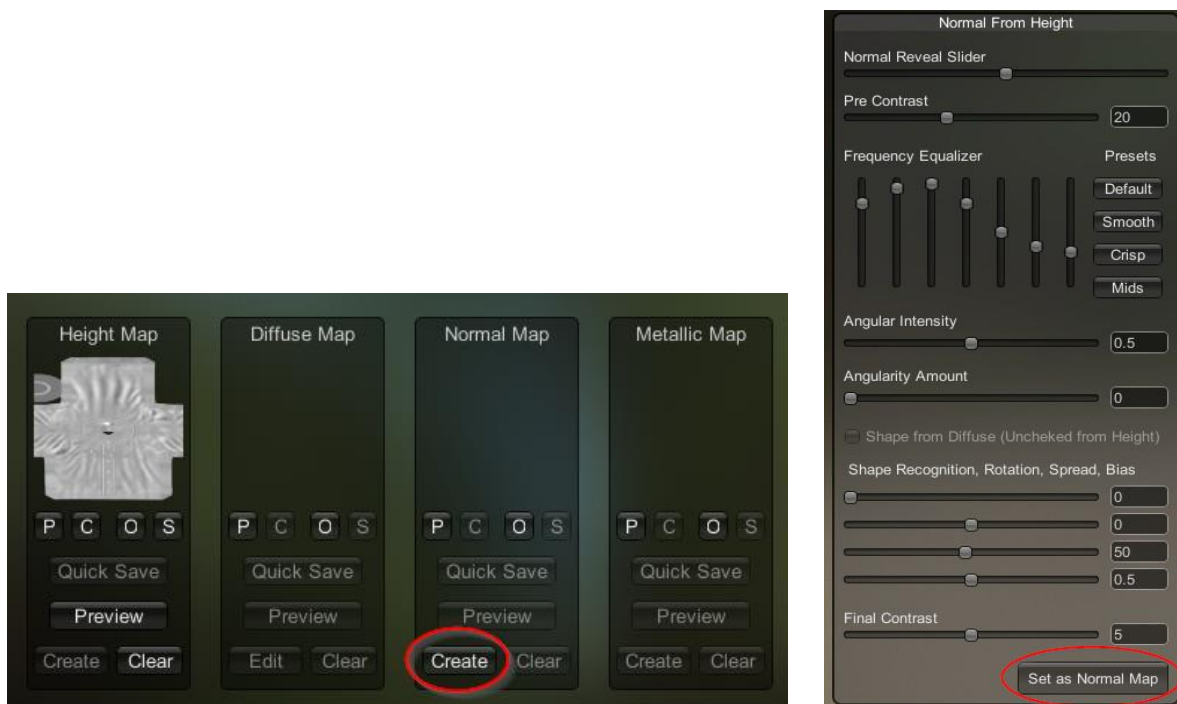 Height Map
Diffuse Map
Normal Map
Metallic Map
P C O S
P C O S
P C O S
P C O S
Quick Save
Quick Save
Quick Save
Quick Save
Preview
Preview
Preview
Preview
Create Clear
Edit Clear
Create Clear
Create Clear
Normal From Height
Normal Reveal Slider
Pre Contrast
20
Frequency Equalizer
Presets
Default
Smooth
Crisp
Mids
Angular Intensity
0.5
Angularity Amount
0
Shape from Diffuse (Uncheked from Height)
Shape Recognition, Rotation, Spread, Bias
0
0
50
0.5
Final Contrast
5
Set as Normal Map